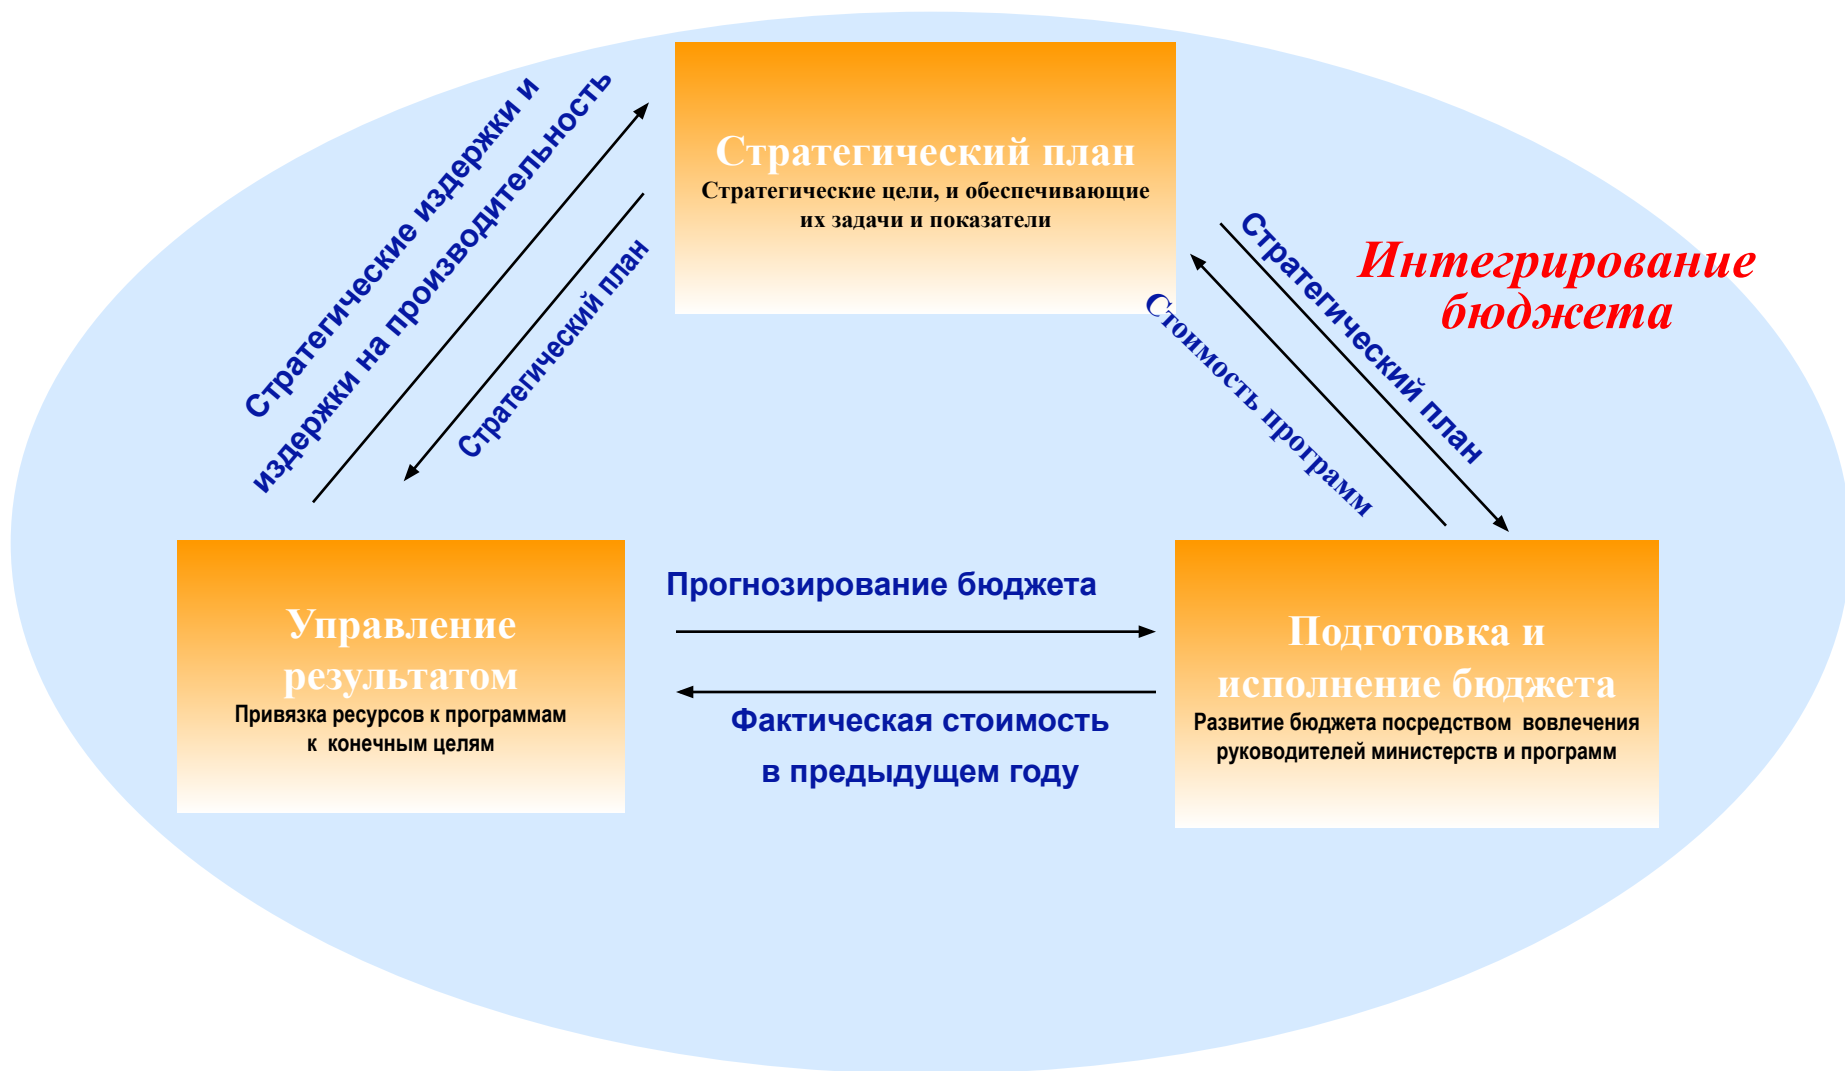 Стратегические издержки и
издержки на производительность
Стратегический план
Стратегический план
Стратегические цели, и обеспечивающие
их задачи и показатели
Стратегический план
Стоимость программ
Интегрирование
бюджета
Управление
результатом
Привязка ресурсов к программам
к конечным целям
Прогнозирование бюджета
Фактическая стоимость
в предыдущем году
Подготовка и
исполнение бюджета
Развитие бюджета посредством вовлечения
руководителей министерств и программ